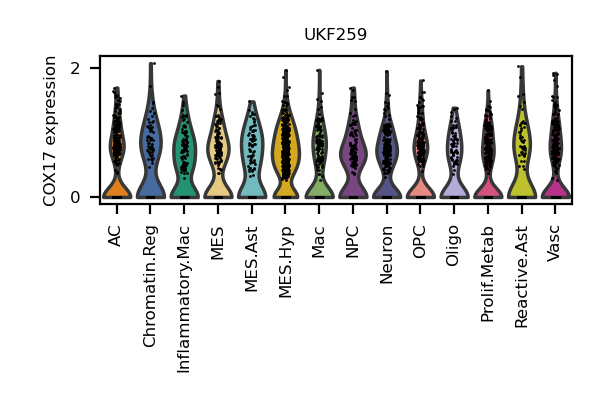 UKF259
COX17 expression
2
0
AC
Chromatin.Reg
Inflammatory.Mac
MES
MES.Ast
MES.Hyp
Mac
NPC
Neuron
OPC
Oligo
Prolif.Metab
Reactive.Ast
Vasc